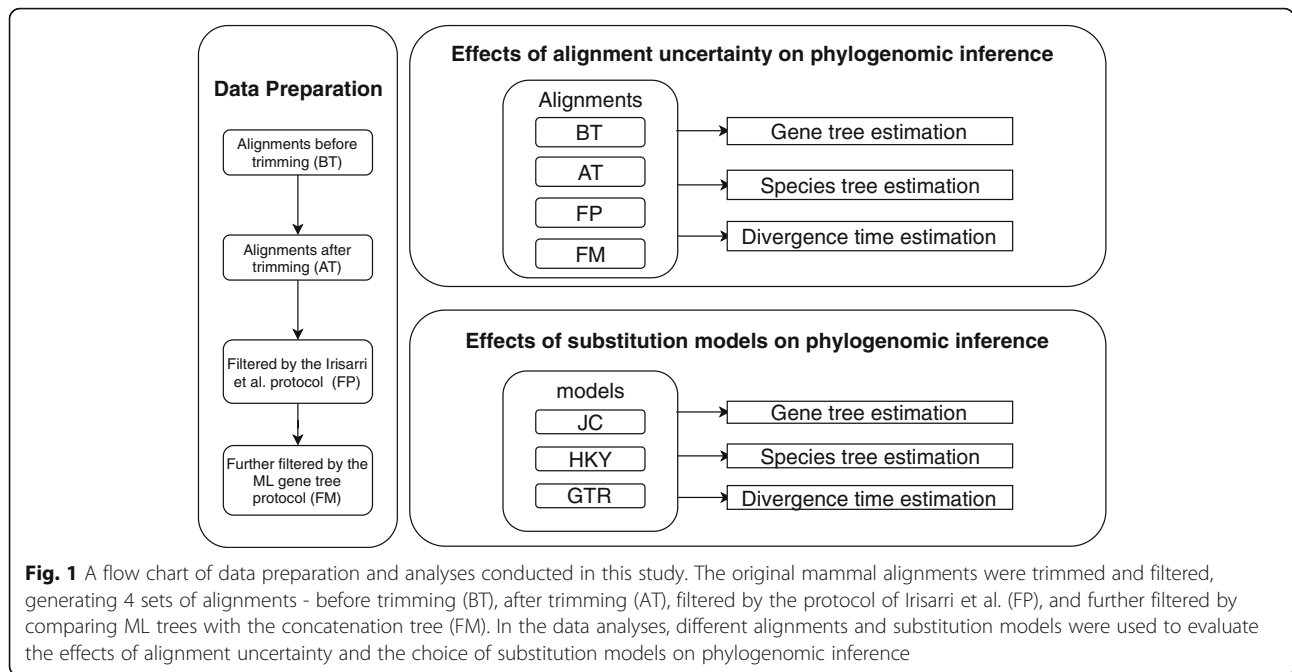 Data Preparation
Alignments before
trimming (BT)
Alignments after
trimming (AT)
Filtered by the Irisarri
et al. protocol (FP)
Further filtered by the
ML gene tree
protocol (FM)
Effects of alignment uncertainty on phylogenomic inference
Alignments
BT
AT
FP
FM
Gene tree estimation
Species tree estimation
Divergence time estimation
Effects of substitution models on phylogenomic inference
models
JC
HKY
GTR
Gene tree estimation
Species tree estimation
Divergence time estimation
Fig. 1 A flow chart of data preparation and analyses conducted in this study. The original mammal alignments were trimmed and filtered,
generating 4 sets of alignments - before trimming (BT), after trimming (AT), filtered by the protocol of Irisarri et al. (FP), and further filtered by
comparing ML trees with the concatenation tree (FM). In the data analyses, different alignments and substitution models were used to evaluate
the effects of alignment uncertainty and the choice of substitution models on phylogenomic inference